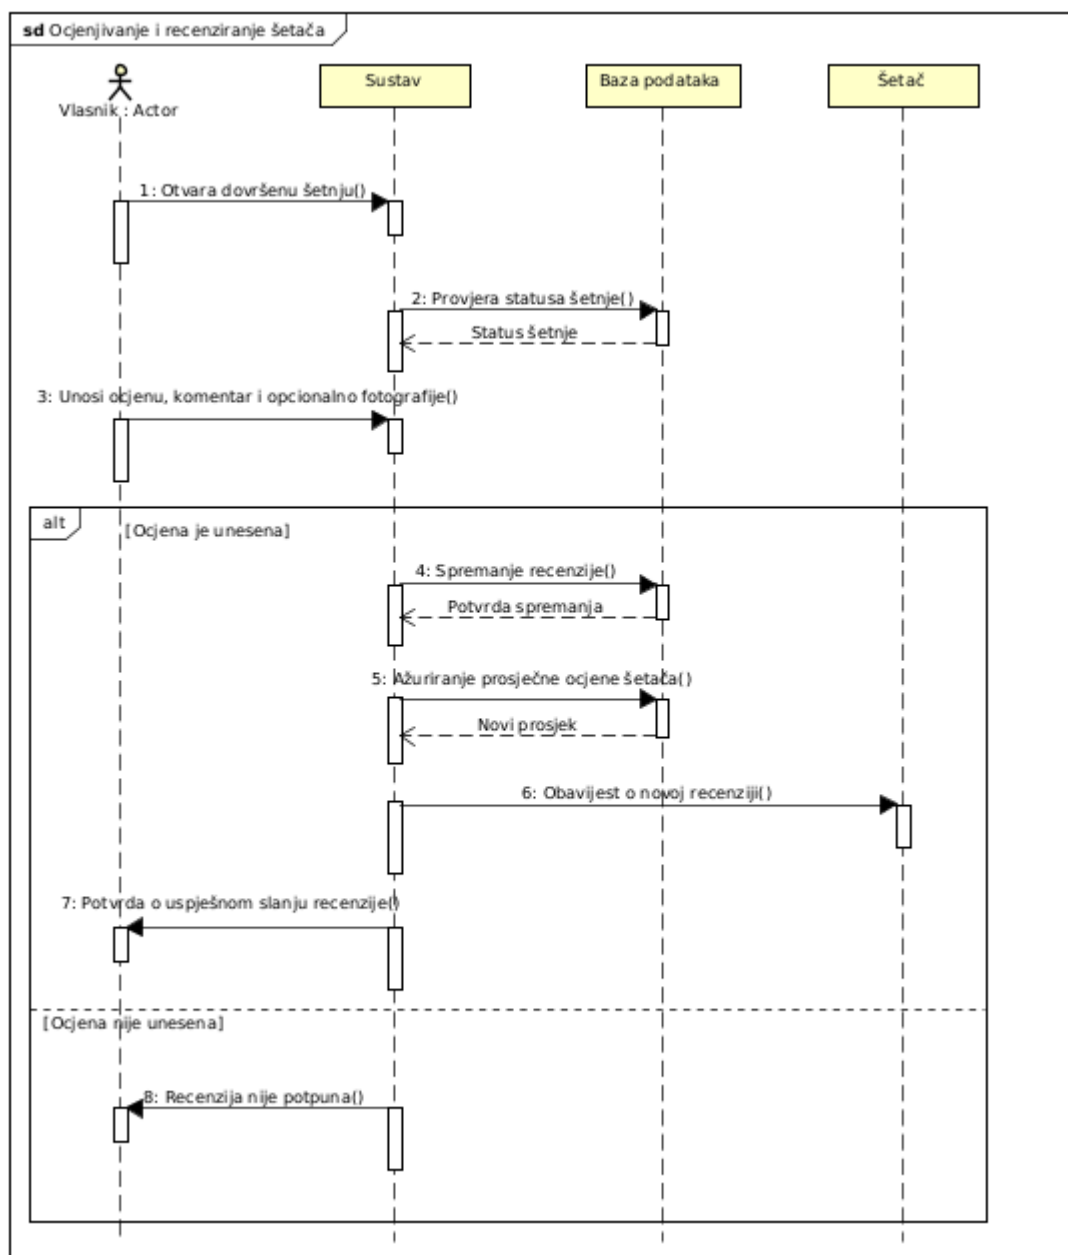 sd Ocjenjivanje i recenziranje šetača
Vlasnik : Actor
Sustav
Baza podataka
Šetač
1: Otvara dovršenu šetnju()
2: Provjera statusa šetnje()
Status šetnje
3: Unosi ocjenu, komentar i opcionalno fotografije()
alt
[Ocjena je unesena]
4: Spremanje recenzije()
Potvrda spremanja
5: Ažuriranje prosječne ocjene šetača()
Novi prosjek
6: Obavijest o novoj recenziji()
7: Potvrda o uspješnom slanju recenzije()
[Ocjena nije unesena]
8: Recenzija nije potpuna()